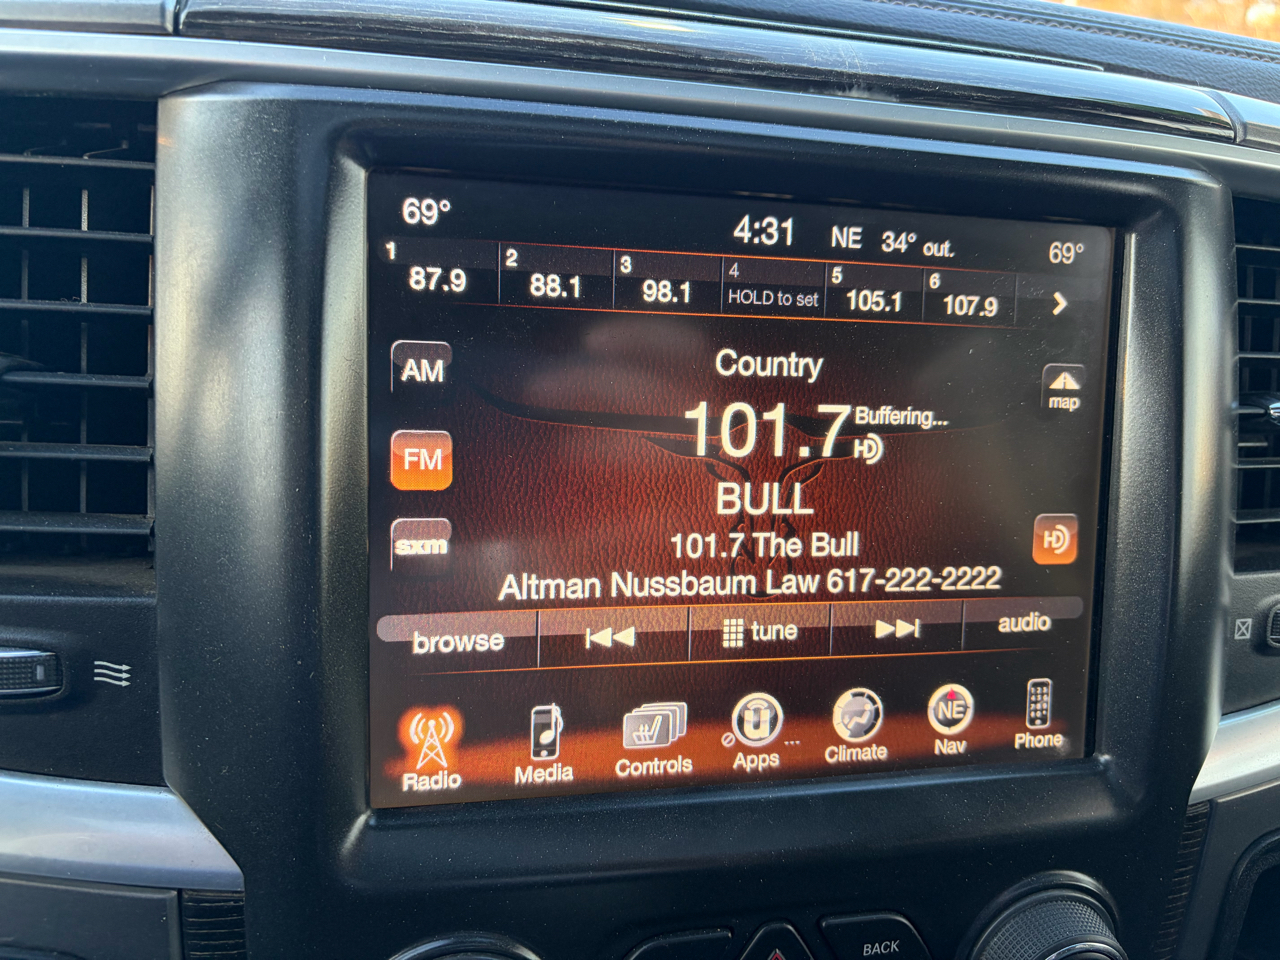 69° 4:31 NE 34° out. 69°
1 87.9 2 88.1 3 98.1 4 HOLD to set 5 105.1 6 107.9
AM Country map
101.7 Buffering...
HD
FM
BULL
sxm 101.7 The Bull HD
Altman Nussbaum Law 617-222-2222
browse tune audio
NE
Radio Media Controls Apps ... Climate Nav Phone
BACK